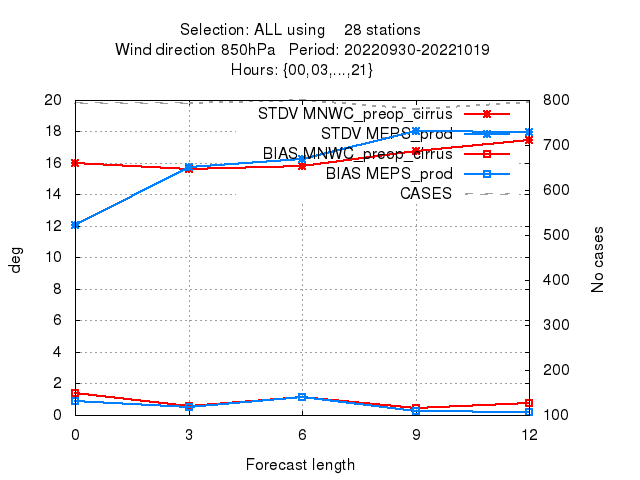 Selection: ALL using 28 stations
Wind direction 850hPa Period: 20220930-20221019
Hours: {00,03,...,21}
20 800
STDV MNWC_preop_cirrus
18 STDV MEPS_prod 700
16 BIAS MNWC_preop_cirrus
BIAS MEPS_prod
14 600
CASES
12 500
deg
No cases
10
8 400
6 300
4 200
2
0 100
0 3 6 9 12
Forecast length